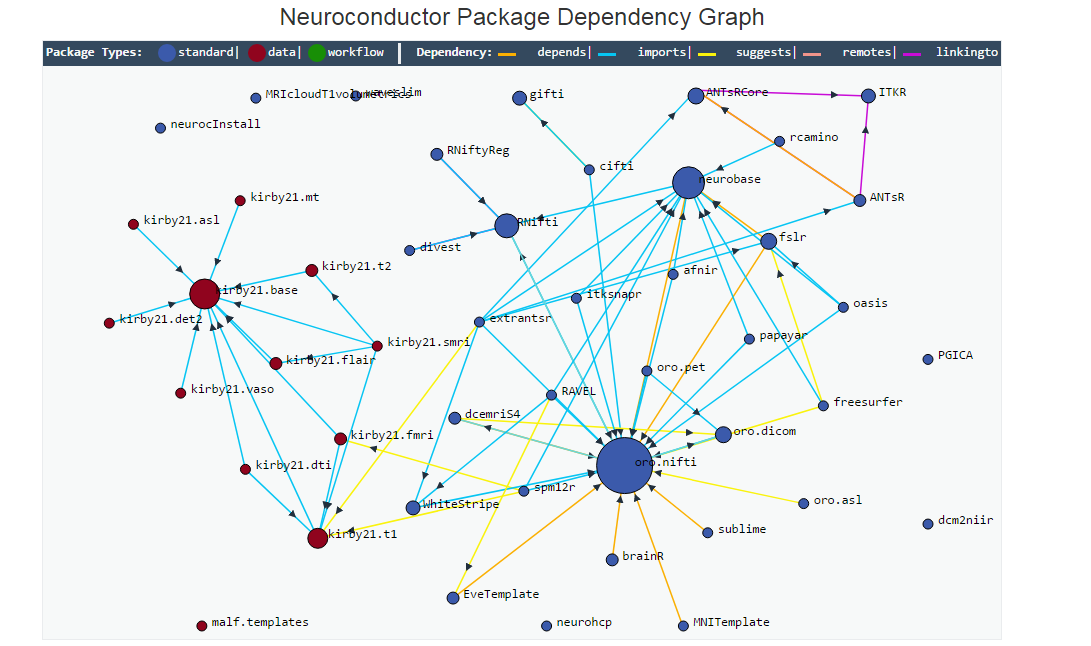 Neuroconductor Package Dependency Graph
Package Types: standard| data| workflow | Dependency: depends| imports| suggests| remotes| linkingto
MRIcloudT1volumetrics
waveslim
gifti
ANTsRCore
ITKR
neurocInstall
rcamino
RNiftyReg
cifti
neurobase
kirby21.mt
ANTsR
kirby21.asl
RNifti
fslr
divest
kirby21.t2
afnir
kirby21.base
itksnapr
oasis
kirby21.det2
extrantsr
kirby21.smri
papayar
PGICA
kirby21.flair
oro.pet
kirby21.vaso
RAVEL
freesurfer
dcemriS4
kirby21.fmri
oro.dicom
kirby21.dti
oro.nifti
spm12r
WhiteStripe
oro.asl
dcm2niir
kirby21.t1
sublime
brainR
EveTemplate
malf.templates
neurohcp
MNITemplate